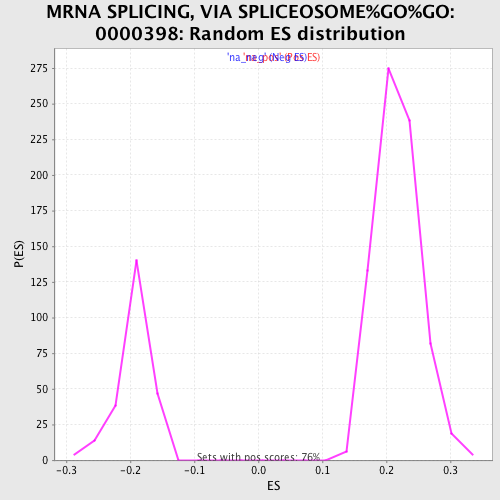 MRNA SPLICING, VIA SPLICEOSOME%GO%GO:
0000398: Random ES distribution
275
250
225
200
175
150
125
100
75
50
25
0
P(ES)
Sets with pos scores: 76%
-0.3 -0.2 -0.1 0.0 0.1 0.2 0.3
ES